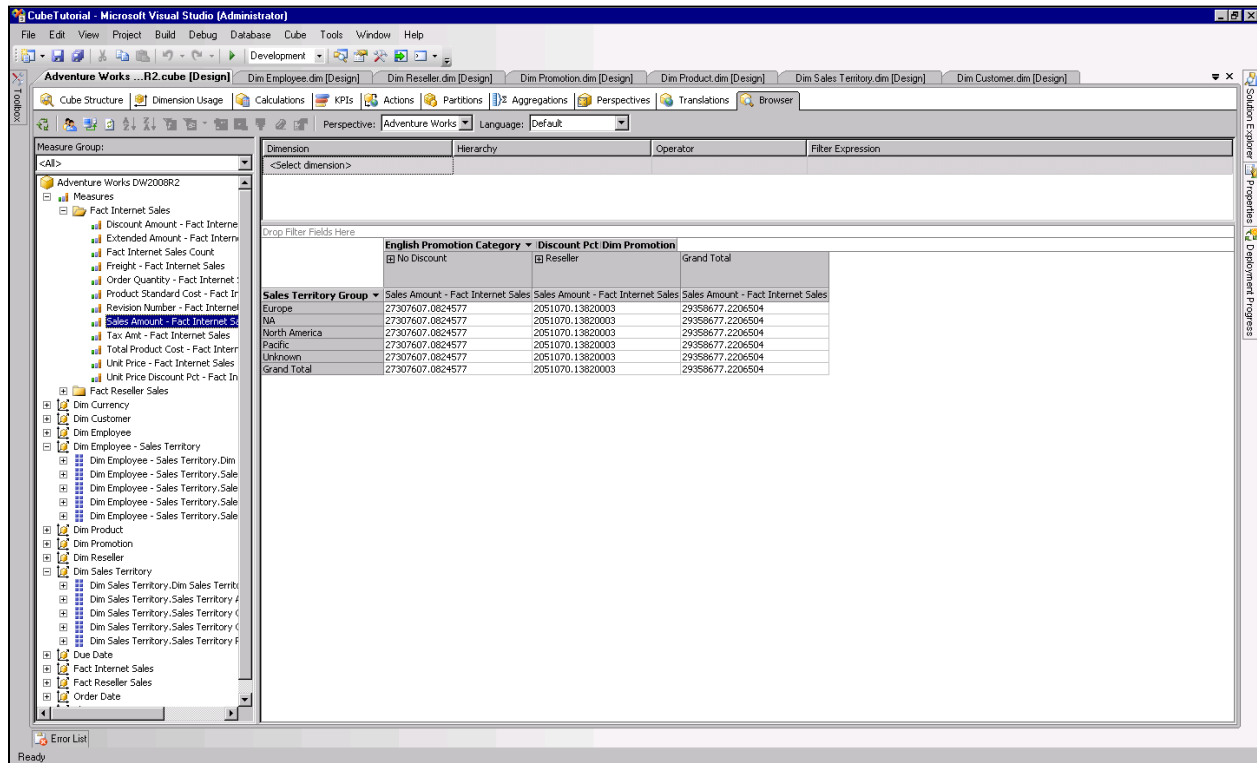 CubeTutorial - Microsoft Visual Studio (Administrator)
File Edit View Project Build Debug Database Cube Tools Window Help
Development
Adventure Works ...R2.cube [Design] Dim Employee.dim [Design] Dim Reseller.dim [Design] Dim Promotion.dim [Design] Dim Product.dim [Design] Dim Sales Territory.dim [Design] Dim Customer.dim [Design]
Cube Structure Dimension Usage Calculations KPIs Actions Partitions Aggregations Perspectives Translations Browser
Perspective: Adventure Works Language: Default
Toolbox
Solution Explorer
Properties
Deployment Progress
Measure Group:
<All>
Adventure Works DW2008R2
Measures
Fact Internet Sales
Discount Amount - Fact Interne
Extended Amount - Fact Intern
Fact Internet Sales Count
Freight - Fact Internet Sales
Order Quantity - Fact Internet
Product Standard Cost - Fact Ir
Revision Number - Fact Internel
Sales Amount - Fact Internet Sa
Tax Amt - Fact Internet Sales
Total Product Cost - Fact Intern
Unit Price - Fact Internet Sales
Unit Price Discount Pct - Fact In
Fact Reseller Sales
Dim Currency
Dim Customer
Dim Employee
Dim Employee - Sales Territory
Dim Employee - Sales Territory.Dim
Dim Employee - Sales Territory.Sale
Dim Employee - Sales Territory.Sale
Dim Employee - Sales Territory.Sale
Dim Employee - Sales Territory.Sale
Dim Product
Dim Promotion
Dim Reseller
Dim Sales Territory
Dim Sales Territory.Dim Sales Territo
Dim Sales Territory.Sales Territory A
Dim Sales Territory.Sales Territory C
Dim Sales Territory.Sales Territory C
Dim Sales Territory.Sales Territory R
Due Date
Fact Internet Sales
Fact Reseller Sales
Order Date
Dimension Hierarchy Operator Filter Expression
<Select dimension>
Drop Filter Fields Here
English Promotion Category Discount Pct Dim Promotion
No Discount Reseller Grand Total
Sales Territory Group Sales Amount - Fact Internet Sales Sales Amount - Fact Internet Sales Sales Amount - Fact Internet Sales
Europe 27307607.0824577 2051070.13820003 29358677.2206504
NA 27307607.0824577 2051070.13820003 29358677.2206504
North America 27307607.0824577 2051070.13820003 29358677.2206504
Pacific 27307607.0824577 2051070.13820003 29358677.2206504
Unknown 27307607.0824577 2051070.13820003 29358677.2206504
Grand Total 27307607.0824577 2051070.13820003 29358677.2206504
Error List
Ready